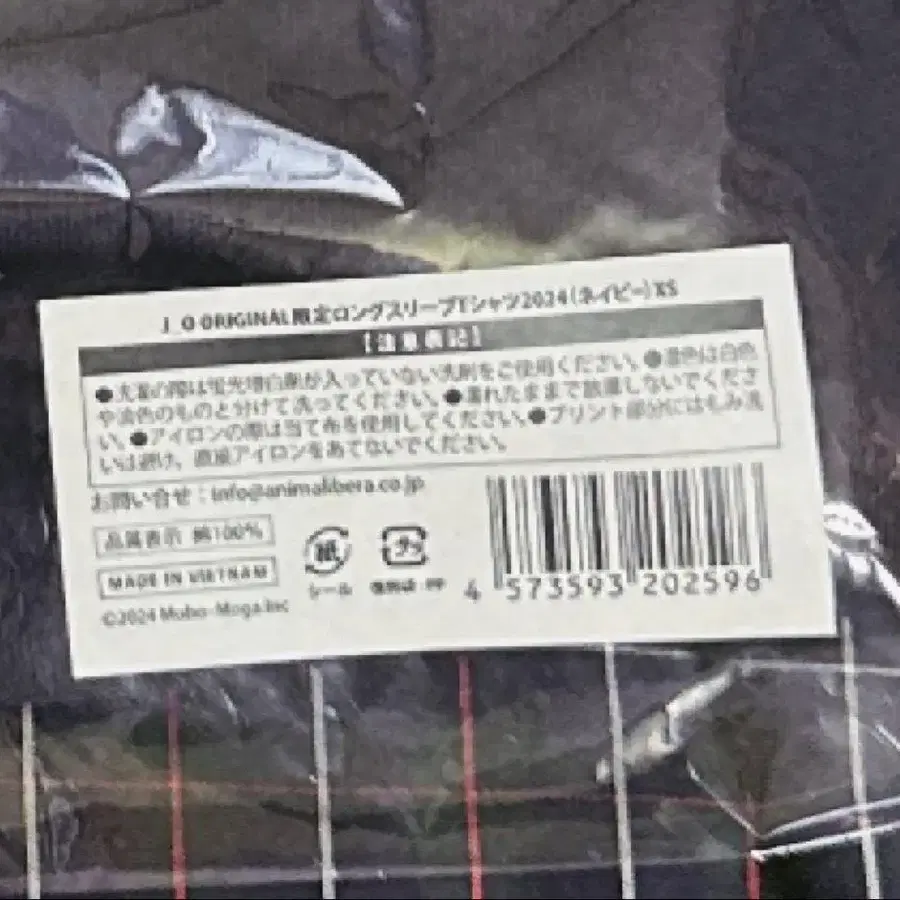 J_O ORIGINAL限定ロングスリーブTシャツ2024(ネイビー)XS
【注意表記】
●洗濯の際は蛍光増白剤が入っていない洗剤をご使用ください。●濃色は白色
や淡色のものと分けて洗ってください。●濡れたままで放置しないでくださ
い。●アイロンの際は当て布を使用してください。●プリント部分にはもみ洗
いは避け、直接アイロンをあてないでください。
お問い合せ：info@animalibera.co.jp
品質表示 綿100%
MADE IN VIETNAM
©2024 Mubo-Moga.Inc
紙
シール
プラ
PP
4 573593 202596